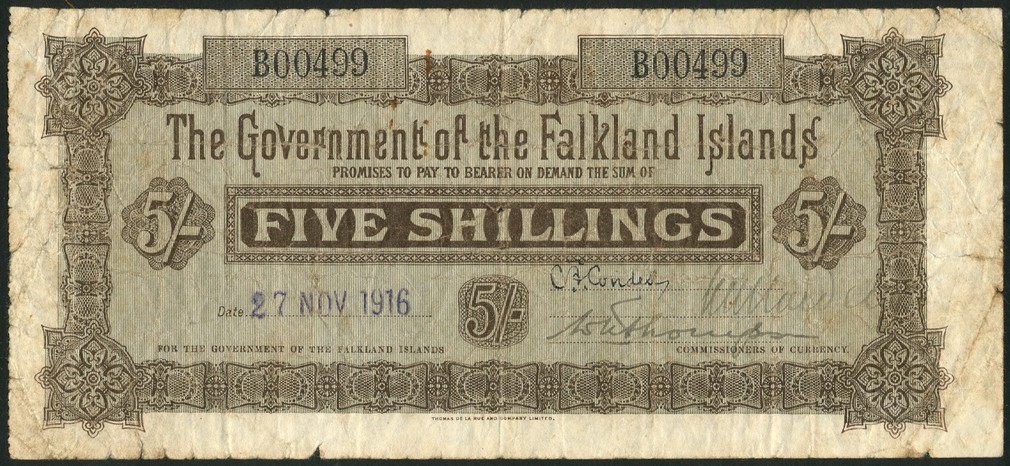 B00499 B00499
The Government of the Falkland Islands
PROMISES TO PAY TO BEARER ON DEMAND THE SUM OF
5/- FIVE SHILLINGS 5/-
Date 27 NOV 1916 5/-
FOR THE GOVERNMENT OF THE FALKLAND ISLANDS COMMISSIONERS OF CURRENCY.
THOMAS DE LA RUE AND COMPANY LIMITED,